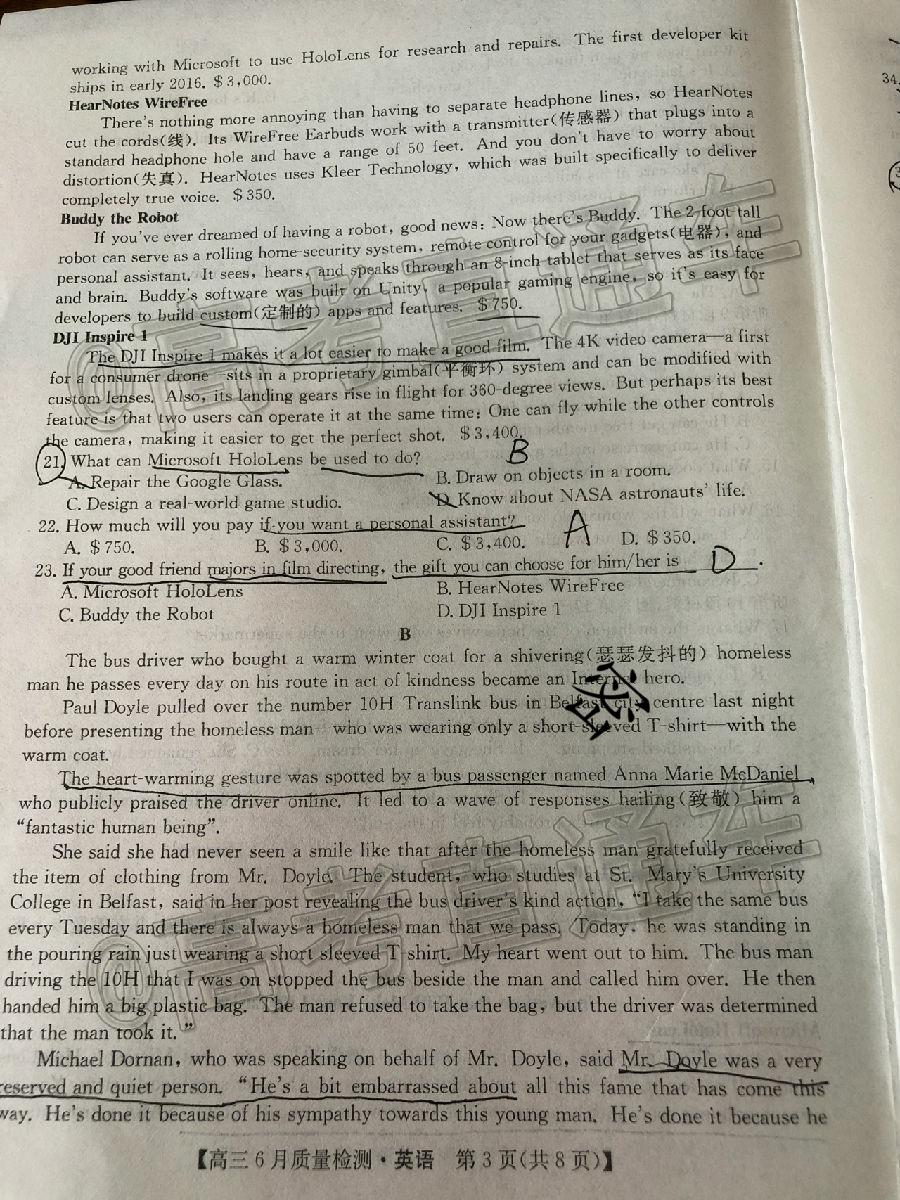 working with Microsoft to use HoloLens for research and repairs. The first developer kit
ships in early 2016. $3,000.
HearNotes WireFree
There's nothing more annoying than having to separate headphone lines, so HearNotes
cut the cords(线). Its WireFree Earbuds work with a transmitter(传感器) that plugs into a
standard headphone hole and have a range of 50 feet. And you don't have to worry about
distortion(失真). HearNotes uses Kleer Technology, which was built specifically to deliver
completely true voice. $350.
Buddy the Robot
If you've ever dreamed of having a robot, good news: Now there's Buddy. The 2-foot tall
robot can serve as a rolling home-security system, remote control for your gadgets(电器), and
personal assistant. It sees, hears, and speaks through an 8-inch tablet that serves as its face
and brain. Buddy's software was built on Unity, a popular gaming engine, so it's easy for
developers to build custom(定制的) apps and features. $750.
DJI Inspire 1
The DJI Inspire 1 makes it a lot easier to make a good film. The 4K video camera—a first
for a consumer drone—sits in a proprietary gimbal(平衡环) system and can be modified with
custom lenses. Also, its landing gears rise in flight for 360-degree views. But perhaps its best
feature is that two users can operate it at the same time: One can fly while the other controls
the camera, making it easier to get the perfect shot. $3,400.
21. What can Microsoft HoloLens be used to do? B
A. Repair the Google Glass. B. Draw on objects in a room.
C. Design a real-world game studio. D. Know about NASA astronauts' life.
22. How much will you pay if you want a personal assistant? A
A. $750. B. $3,000. C. $3,400. D. $350.
23. If your good friend majors in film directing, the gift you can choose for him/her is D.
A. Microsoft HoloLens B. HearNotes WireFree
C. Buddy the Robot D. DJI Inspire 1
B
The bus driver who bought a warm winter coat for a shivering(瑟瑟发抖的) homeless
man he passes every day on his route in act of kindness became an Internet hero.
Paul Doyle pulled over the number 10H Translink bus in Belfast city centre last night
before presenting the homeless man—who was wearing only a short-sleeved T-shirt—with the
warm coat.
The heart-warming gesture was spotted by a bus passenger named Anna Marie McDaniel,
who publicly praised the driver online. It led to a wave of responses hailing(致敬) him a
"fantastic human being".
She said she had never seen a smile like that after the homeless man gratefully received
the item of clothing from Mr. Doyle. The student, who studies at St. Mary's University
College in Belfast, said in her post revealing the bus driver's kind action, "I take the same bus
every Tuesday and there is always a homeless man that we pass. Today, he was standing in
the pouring rain just wearing a short sleeved T shirt. My heart went out to him. The bus man
driving the 10H that I was on stopped the bus beside the man and called him over. He then
handed him a big plastic bag. The man refused to take the bag, but the driver was determined
that the man took it."
Michael Dornan, who was speaking on behalf of Mr. Doyle, said Mr. Doyle was a very
reserved and quiet person. "He's a bit embarrassed about all this fame that has come this
way. He's done it because of his sympathy towards this young man. He's done it because he
【高三6月质量检测·英语 第3页(共8页)】
34.
@高考直通车
@高考直通车